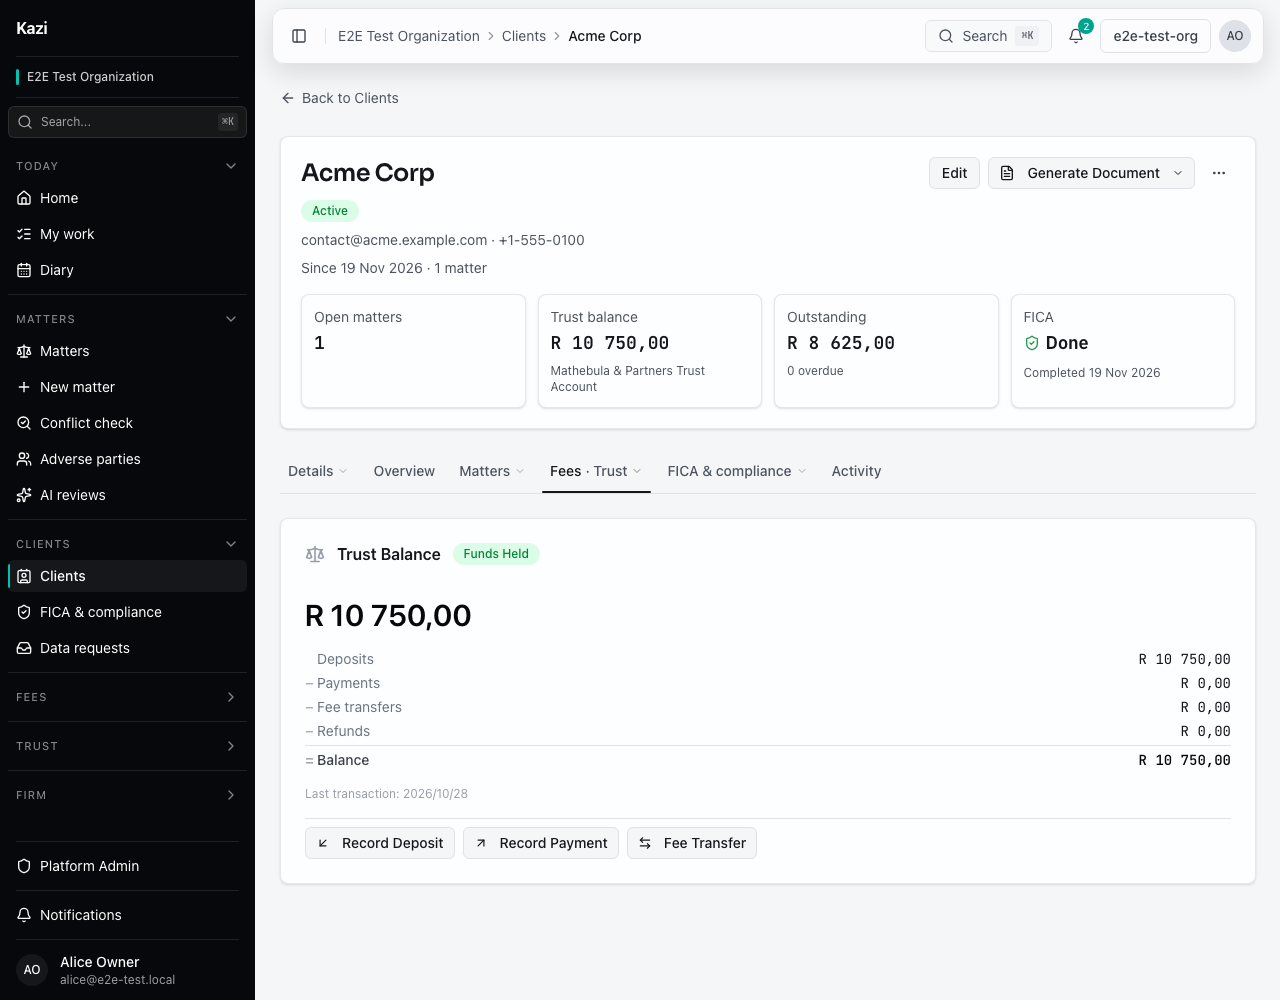 Kazi
E2E Test Organization
Search...
⌘K
TODAY
Home
My work
Diary
MATTERS
Matters
New matter
Conflict check
Adverse parties
AI reviews
CLIENTS
Clients
FICA & compliance
Data requests
FEES
TRUST
FIRM
Platform Admin
Notifications
AO
Alice Owner
alice@e2e-test.local
E2E Test Organization
Clients
Acme Corp
Search ⌘K
2
e2e-test-org
AO
Back to Clients
Acme Corp
Edit
Generate Document
Active
contact@acme.example.com · +1-555-0100
Since 19 Nov 2026 · 1 matter
Open matters
1
Trust balance
R 10 750,00
Mathebula & Partners Trust
Account
Outstanding
R 8 625,00
0 overdue
FICA
Done
Completed 19 Nov 2026
Details
Overview
Matters
Fees · Trust
FICA & compliance
Activity
Trust Balance
Funds Held
R 10 750,00
Deposits R 10 750,00
– Payments R 0,00
– Fee transfers R 0,00
– Refunds R 0,00
= Balance R 10 750,00
Last transaction: 2026/10/28
Record Deposit
Record Payment
Fee Transfer